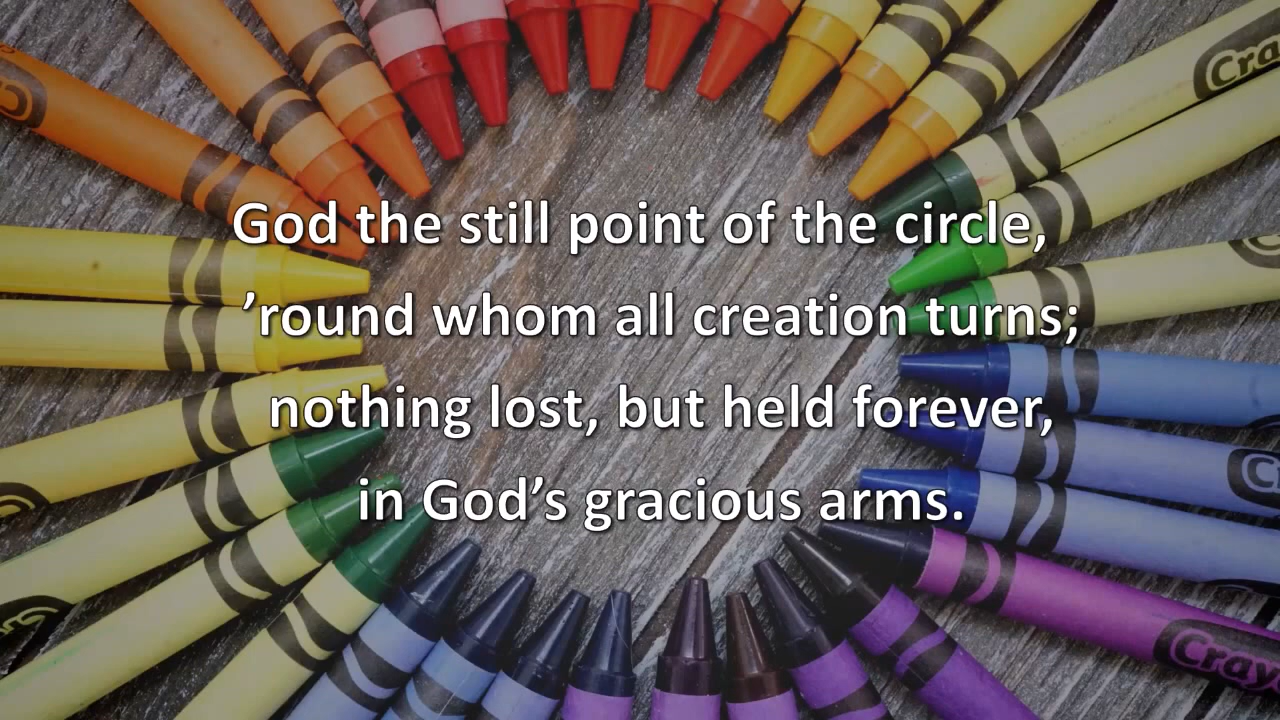 God the still point of the circle,
’round whom all creation turns;
nothing lost, but held forever,
in God’s gracious arms.